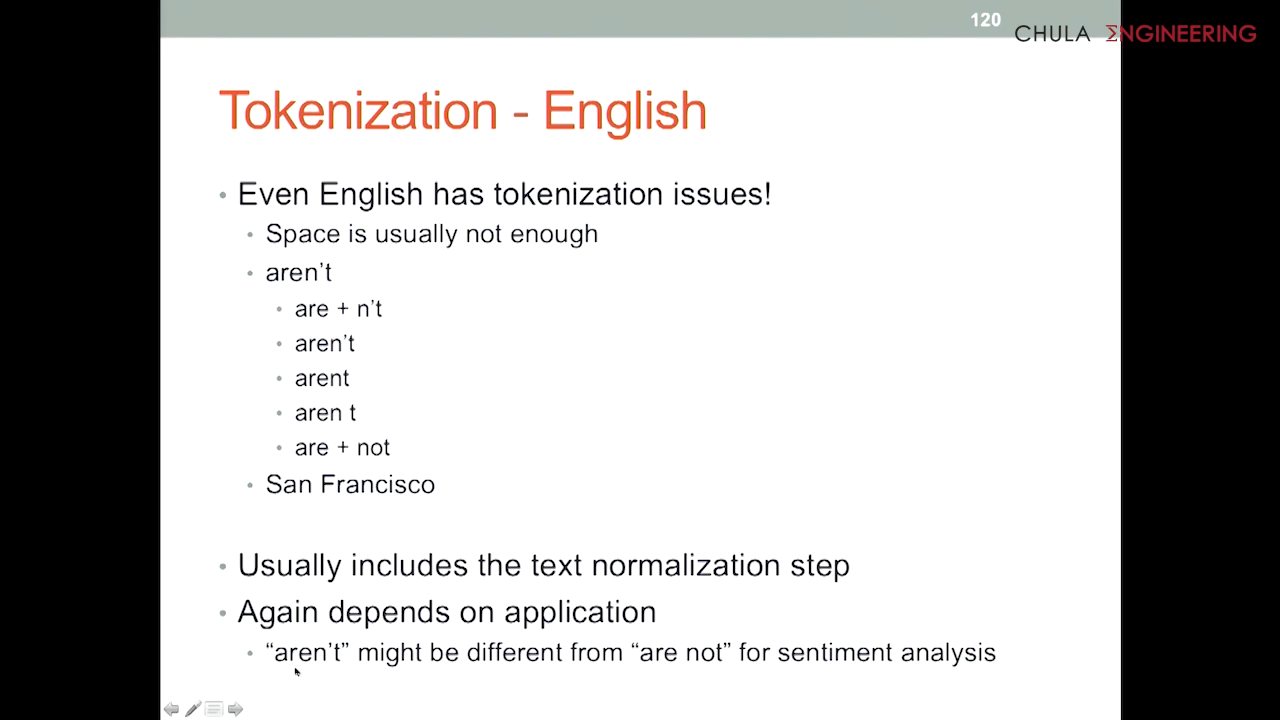 120
CHULA ΣNGINEERING
Tokenization - English
• Even English has tokenization issues!
• Space is usually not enough
• aren’t
• are + n’t
• aren’t
• arent
• aren t
• are + not
• San Francisco
• Usually includes the text normalization step
• Again depends on application
• “aren’t” might be different from “are not” for sentiment analysis